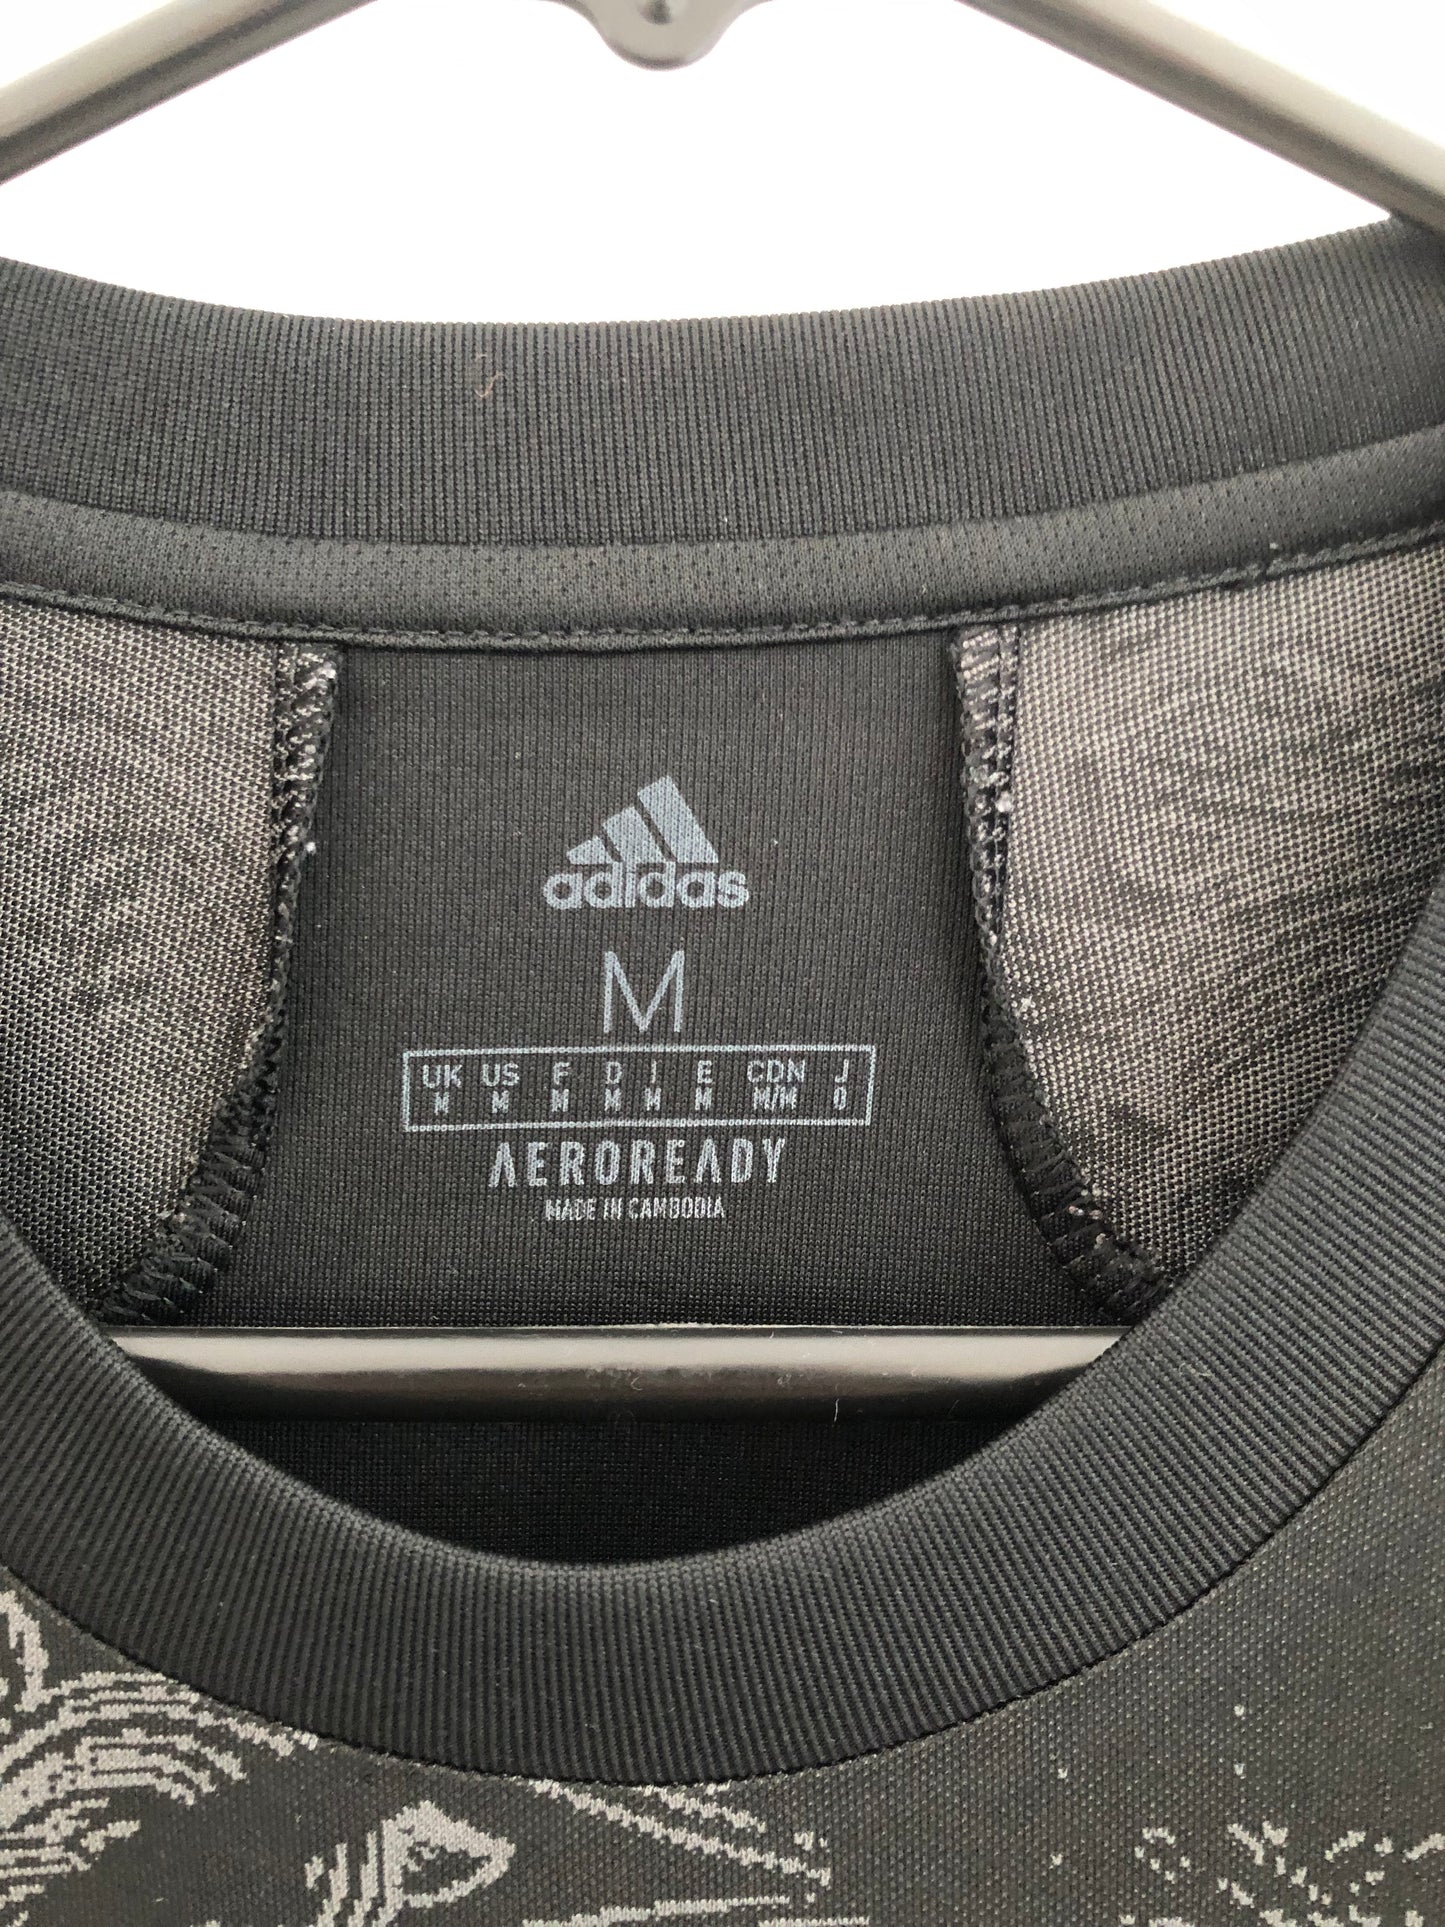 adidas
M
UK US F D I E CDN J
M M M M M M M/M O
AEROREADY
MADE IN CAMBODIA